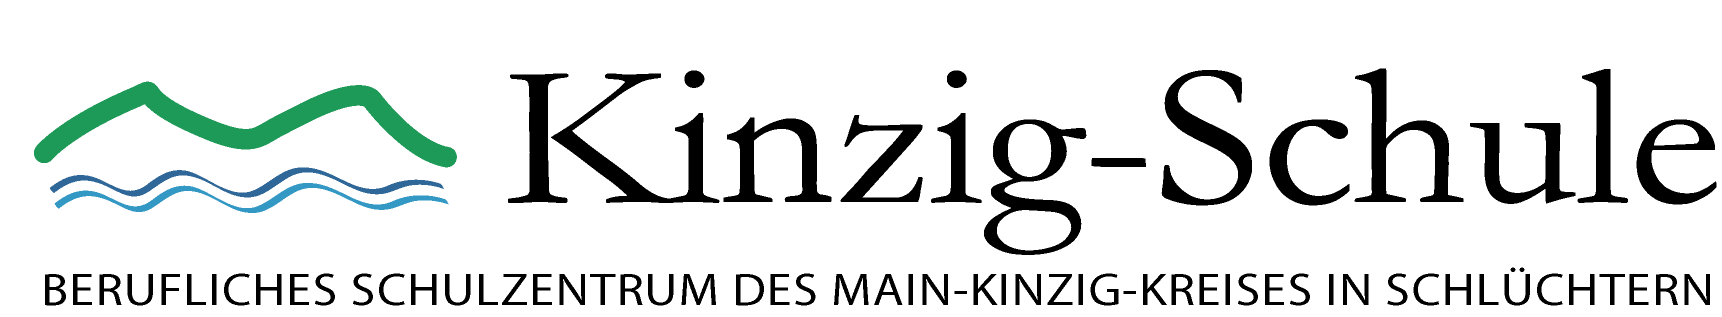 Kinzig-Schule
BERUFLICHES SCHULZENTRUM DES MAIN-KINZIG-KREISES IN SCHLÜCHTERN